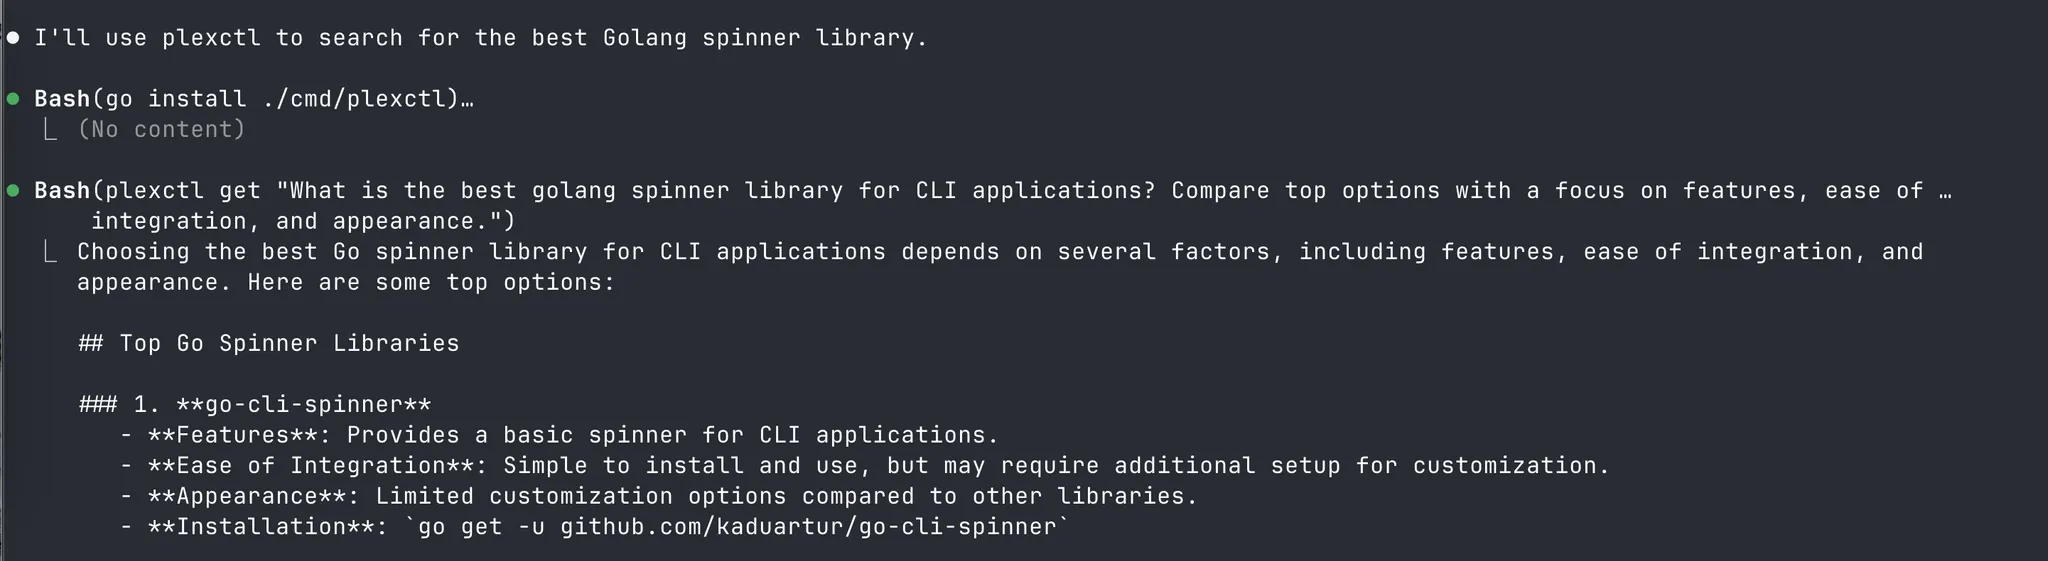 ● I'll use plexctl to search for the best Golang spinner library.
● Bash(go install ./cmd/plexctl)…
⎿ (No content)
● Bash(plexctl get "What is the best golang spinner library for CLI applications? Compare top options with a focus on features, ease of …
integration, and appearance.")
⎿ Choosing the best Go spinner library for CLI applications depends on several factors, including features, ease of integration, and
appearance. Here are some top options:
## Top Go Spinner Libraries
### 1. **go-cli-spinner**
- **Features**: Provides a basic spinner for CLI applications.
- **Ease of Integration**: Simple to install and use, but may require additional setup for customization.
- **Appearance**: Limited customization options compared to other libraries.
- **Installation**: `go get -u github.com/kaduartur/go-cli-spinner`